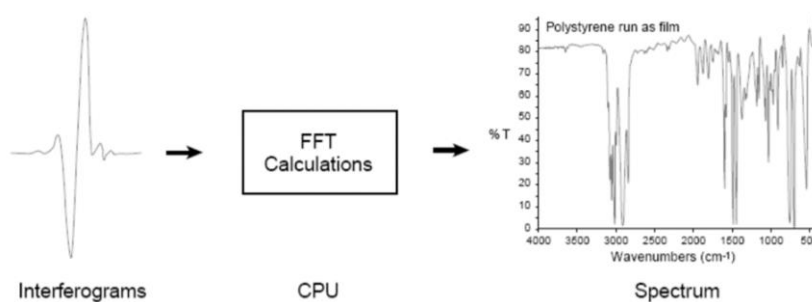 Polystyrene run as film
90
80
70
60
50
% T
40
30
20
10
0
4000 3000 2500 2000 1500 1000 500
Wavenumbers (cm-¹)
FFT
Calculations
Interferograms
CPU
Spectrum